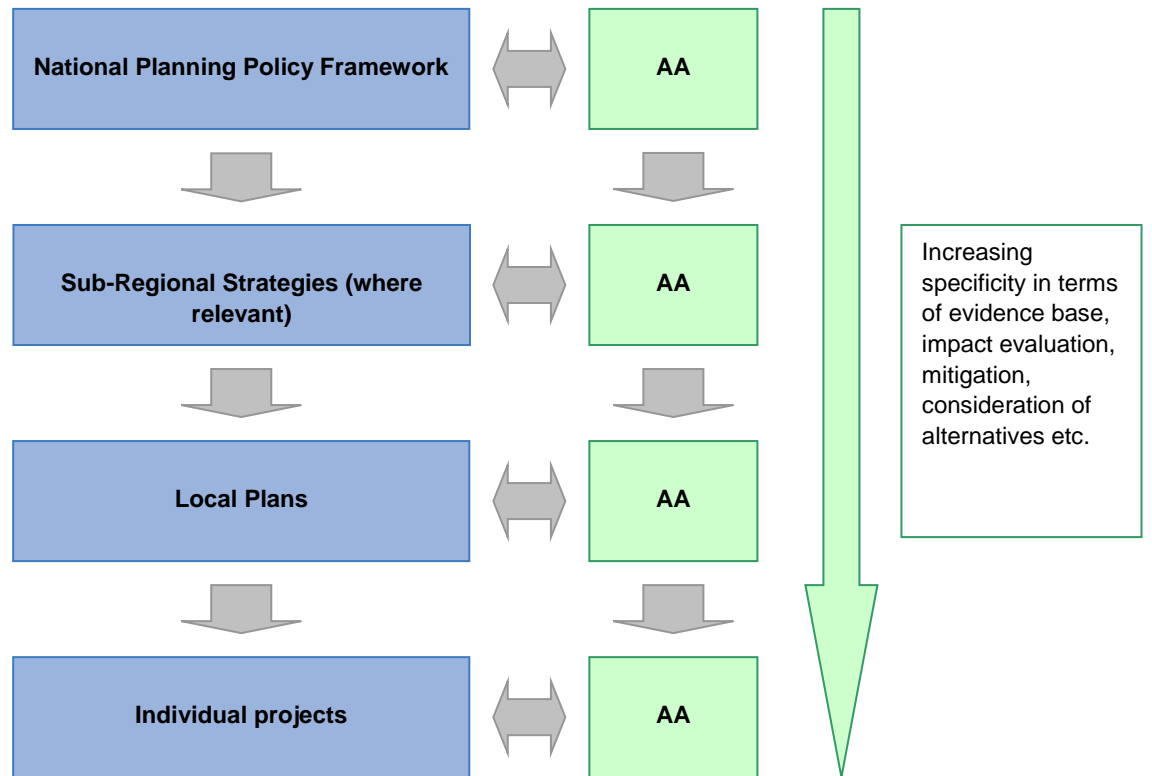 National Planning Policy Framework
AA
Sub-Regional Strategies (where
relevant)
AA
Increasing
specificity in terms
of evidence base,
impact evaluation,
mitigation,
consideration of
alternatives etc.
Local Plans
AA
Individual projects
AA